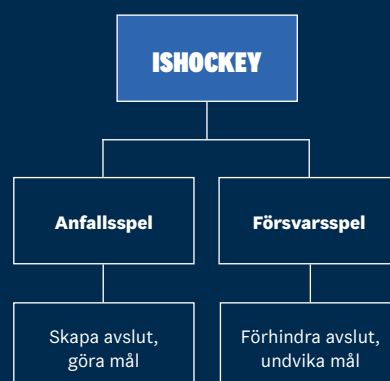 ISHOCKEY
Anfallsspel
Försvarsspel
Skapa avslut,
göra mål
Förhindra avslut,
undvika mål